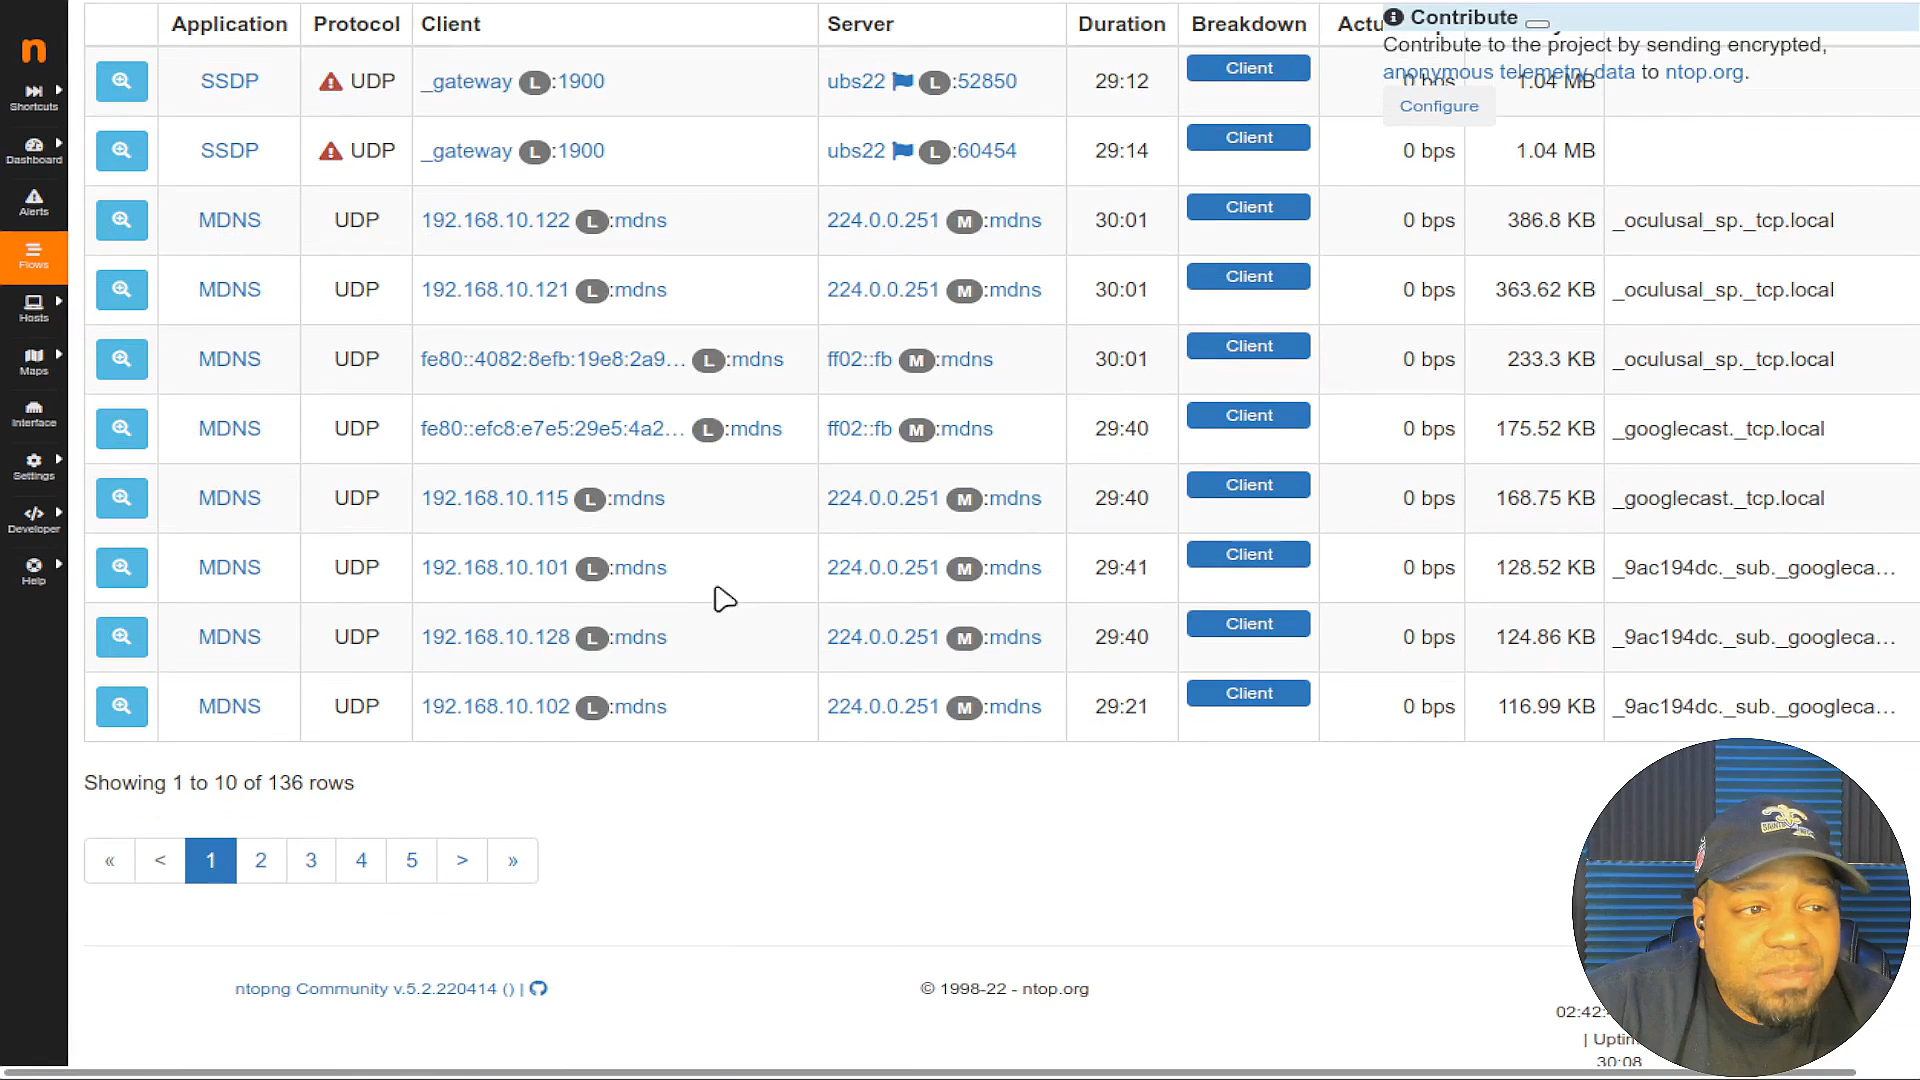 Application Protocol Client Server Duration Breakdown Actu
Contribute
Contribute to the project by sending encrypted,
anonymous telemetry data to ntop.org.
Configure
SSDP UDP _gateway L :1900 ubs22 L :52850 29:12 Client 0 bps 1.04 MB
SSDP UDP _gateway L :1900 ubs22 L :60454 29:14 Client 0 bps 1.04 MB
MDNS UDP 192.168.10.122 L :mdns 224.0.0.251 M :mdns 30:01 Client 0 bps 386.8 KB _oculusal_sp._tcp.local
MDNS UDP 192.168.10.121 L :mdns 224.0.0.251 M :mdns 30:01 Client 0 bps 363.62 KB _oculusal_sp._tcp.local
MDNS UDP fe80::4082:8efb:19e8:2a9... L :mdns ff02::fb M :mdns 30:01 Client 0 bps 233.3 KB _oculusal_sp._tcp.local
MDNS UDP fe80::efc8:e7e5:29e5:4a2... L :mdns ff02::fb M :mdns 29:40 Client 0 bps 175.52 KB _googlecast._tcp.local
MDNS UDP 192.168.10.115 L :mdns 224.0.0.251 M :mdns 29:40 Client 0 bps 168.75 KB _googlecast._tcp.local
MDNS UDP 192.168.10.101 L :mdns 224.0.0.251 M :mdns 29:41 Client 0 bps 128.52 KB _9ac194dc._sub._googleca...
MDNS UDP 192.168.10.128 L :mdns 224.0.0.251 M :mdns 29:40 Client 0 bps 124.86 KB _9ac194dc._sub._googleca...
MDNS UDP 192.168.10.102 L :mdns 224.0.0.251 M :mdns 29:21 Client 0 bps 116.99 KB _9ac194dc._sub._googleca...
Showing 1 to 10 of 136 rows
« < 1 2 3 4 5 > »
ntopng Community v.5.2.220414 () |
© 1998-22 - ntop.org
02:42:
| Uptim
30:08
n
Shortcuts
Dashboard
Alerts
Flows
Hosts
Maps
Interface
Settings
Developer
Help
SAINTS